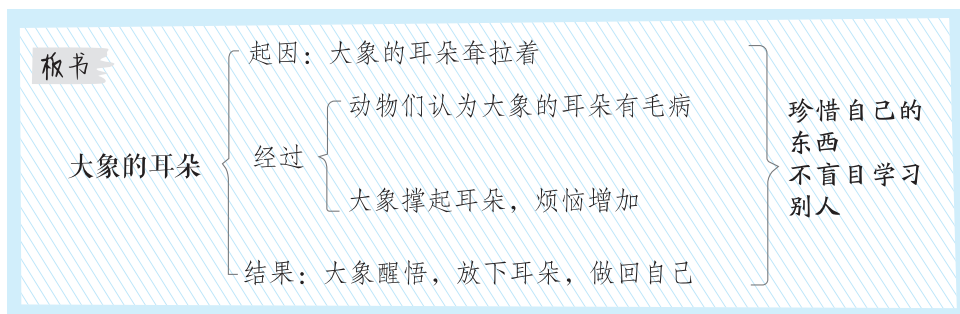 板书
大象的耳朵
起因：大象的耳朵耷拉着
经过
动物们认为大象的耳朵有毛病
大象撑起耳朵，烦恼增加
结果：大象醒悟，放下耳朵，做回自己
珍惜自己的
东西
不盲目学习
别人